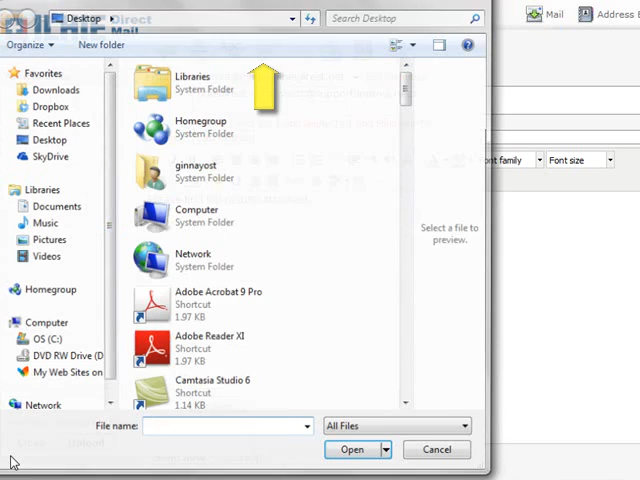 Direct
Mail
Desktop
Search Desktop
Mail
Address
Organize
New folder
Favorites
Downloads
Dropbox
Recent Places
Desktop
SkyDrive
Libraries
Documents
Music
Pictures
Videos
Homegroup
Computer
OS (C:)
DVD RW Drive (D
My Web Sites on
Network
Libraries
System Folder
Homegroup
System Folder
ginnayost
System Folder
Computer
System Folder
Network
System Folder
Adobe Acrobat 9 Pro
Shortcut
1.97 KB
Adobe Reader XI
Shortcut
1.97 KB
Camtasia Studio 6
Shortcut
1.14 KB
Select a file to
preview.
font family
Font size
File name:
All Files
Open
Cancel
Upload